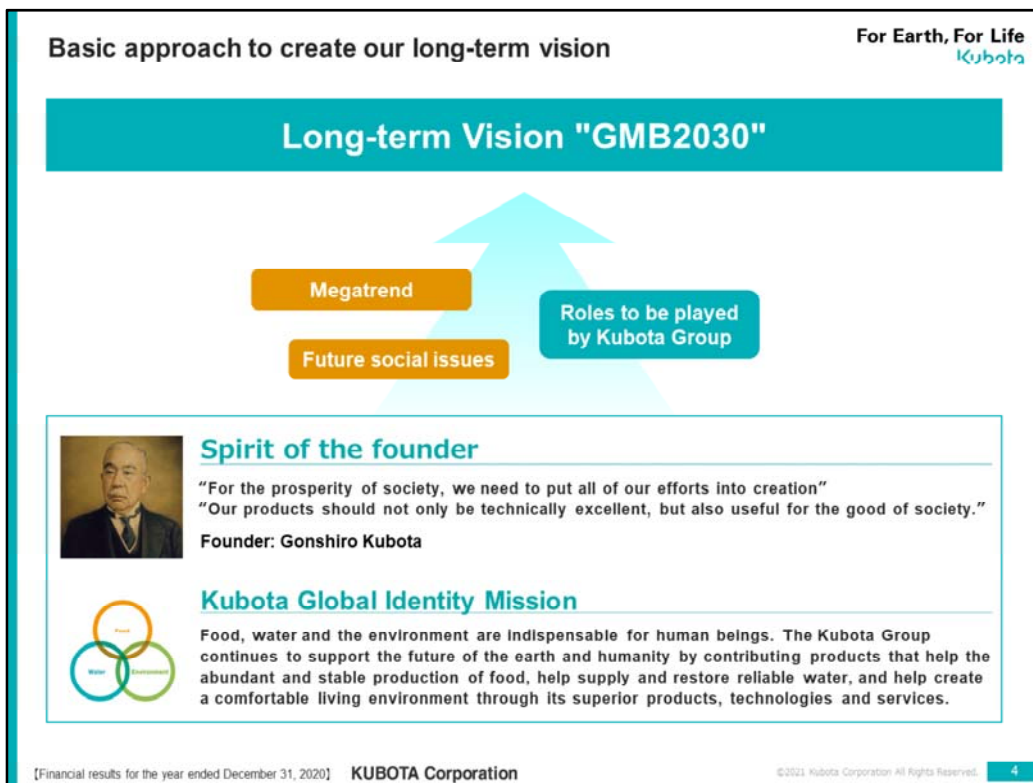 Basic approach to create our long-term vision
For Earth, For Life
Kubota
Long-term Vision "GMB2030"
Megatrend
Future social issues
Roles to be played
by Kubota Group
Spirit of the founder
“For the prosperity of society, we need to put all of our efforts into creation”
“Our products should not only be technically excellent, but also useful for the good of society.”
Founder: Gonshiro Kubota
Food
Water
Environment
Kubota Global Identity Mission
Food, water and the environment are indispensable for human beings. The Kubota Group
continues to support the future of the earth and humanity by contributing products that help the
abundant and stable production of food, help supply and restore reliable water, and help create
a comfortable living environment through its superior products, technologies and services.
【Financial results for the year ended December 31, 2020】 KUBOTA Corporation
©2021 Kubota Corporation All Rights Reserved. 4